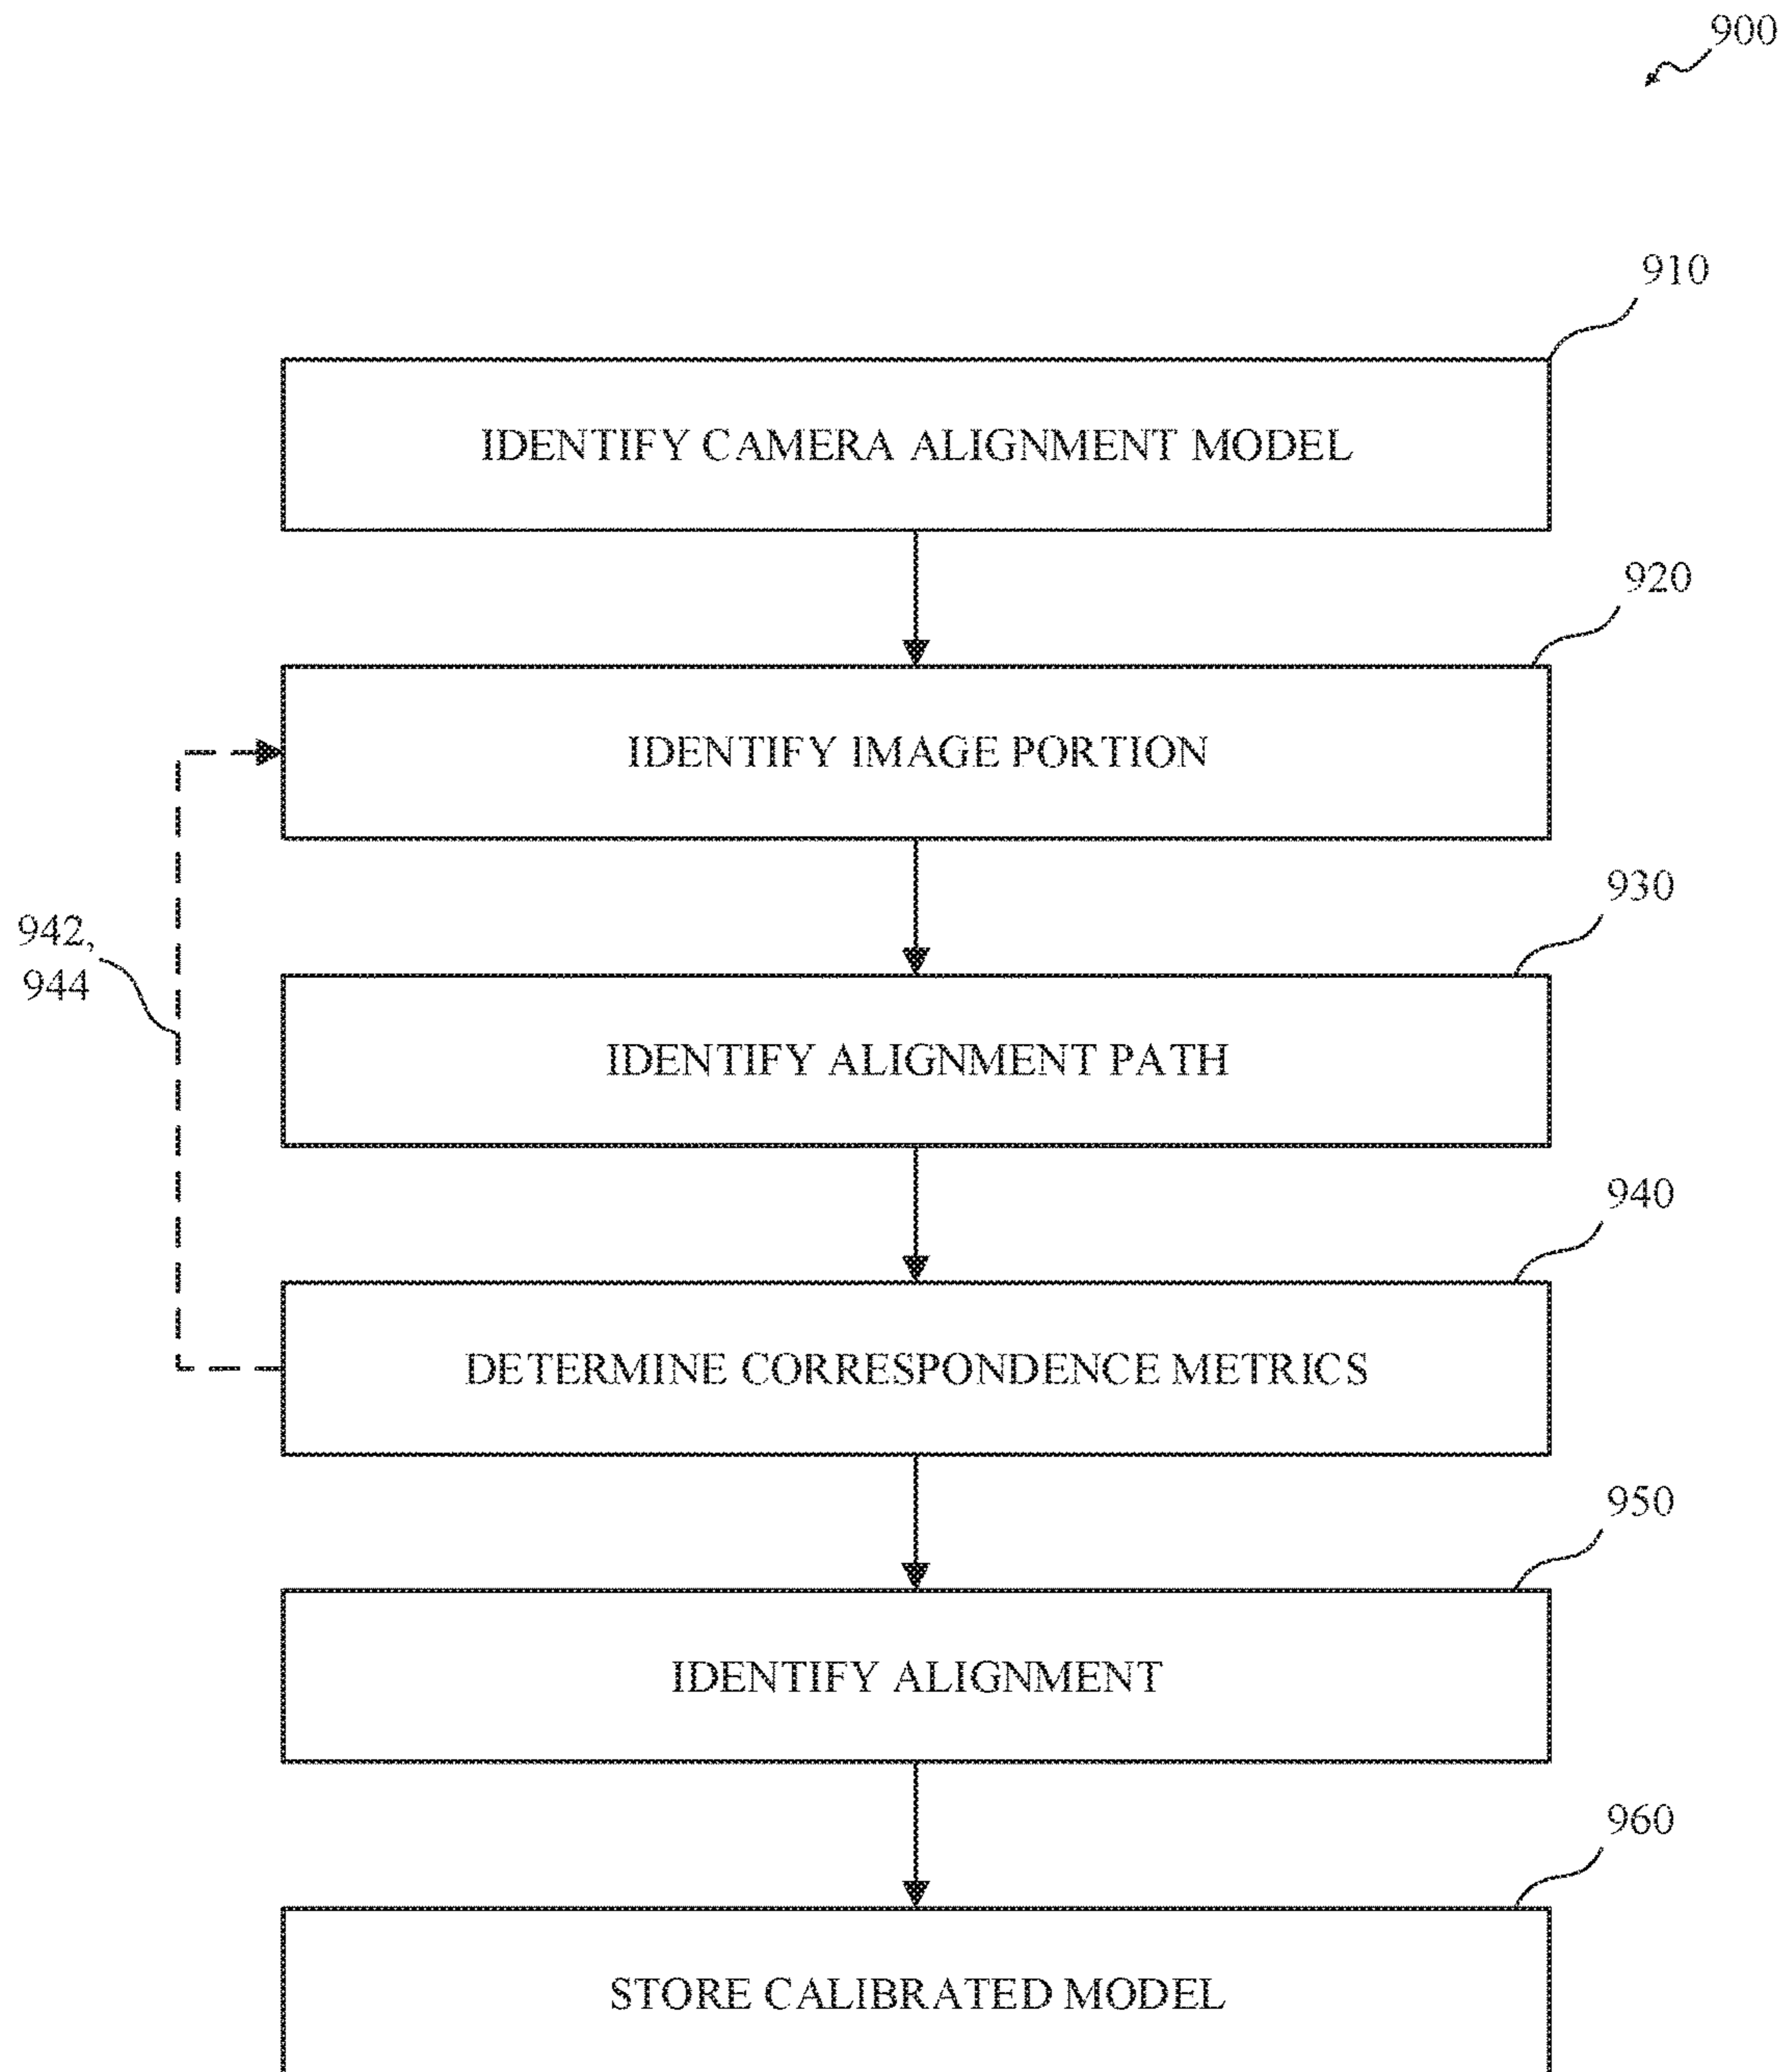 900
910
IDENTIFY CAMERA ALIGNMENT MODEL
920
IDENTIFY IMAGE PORTION
930
942,
944
IDENTIFY ALIGNMENT PATH
940
DETERMINE CORRESPONDENCE METRICS
950
IDENTIFY ALIGNMENT
960
STORE CALIBRATED MODEL